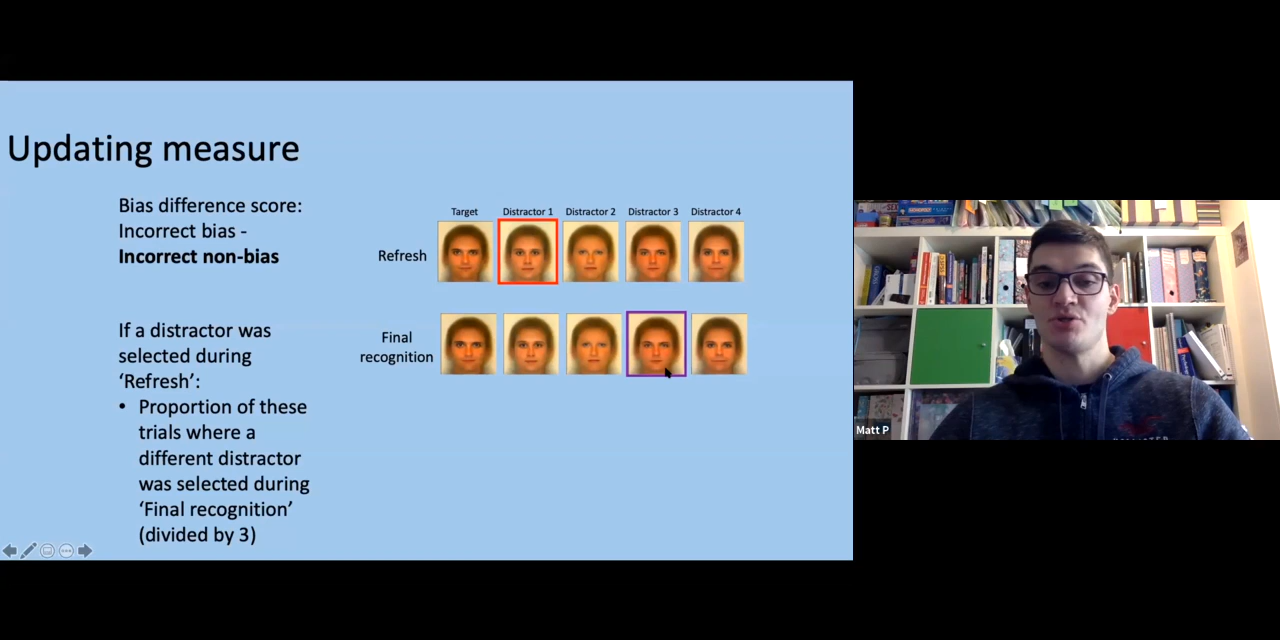 Updating measure
Bias difference score:
Incorrect bias -
Incorrect non-bias
If a distractor was
selected during
‘Refresh’:
• Proportion of these
trials where a
different distractor
was selected during
‘Final recognition’
(divided by 3)
Target Distractor 1 Distractor 2 Distractor 3 Distractor 4
Refresh
Final
recognition
Matt P